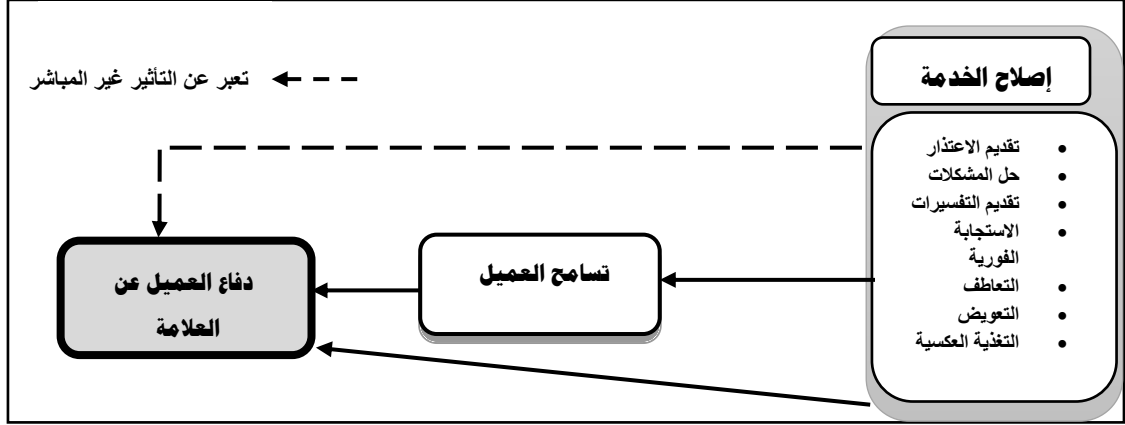 إصلاح الخدمة
تعبر عن التأثير غير المباشر
• تقديم الاعتذار
• حل المشكلات
• تقديم التفسيرات
• الاستجابة
الفورية
• التعاطف
• التعويض
• التغذية العكسية
تسامح العميل
دفاع العميل عن
العلامة